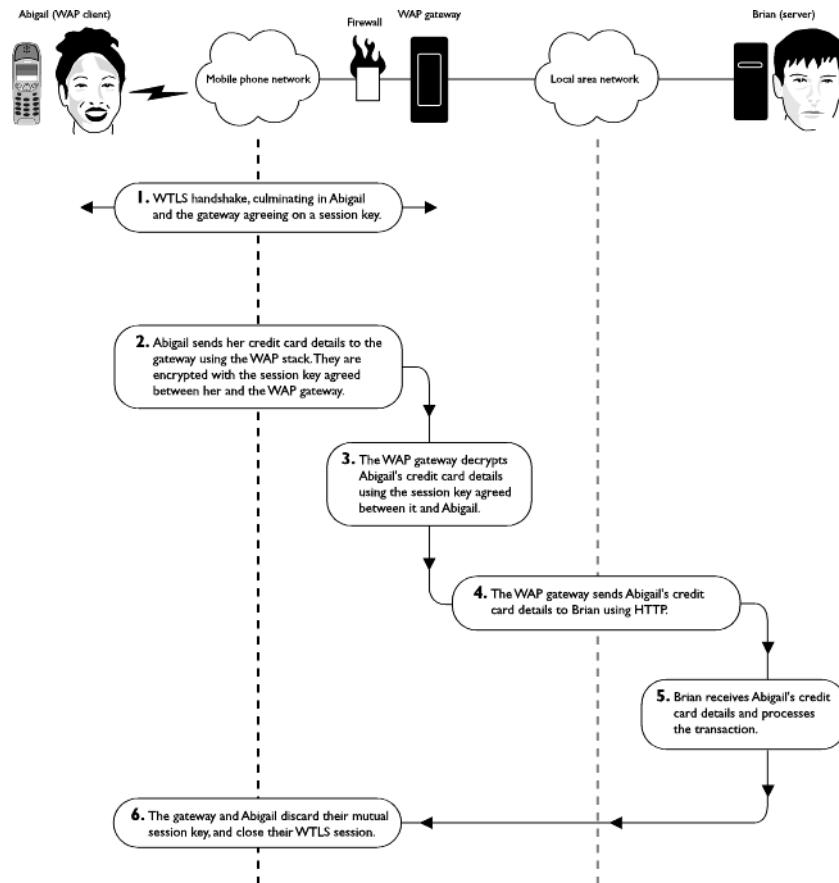 Abigail (WAP client)
Firewall
WAP gateway
Brian (server)
Mobile phone network
Local area network
1. WTLS handshake, culminating in Abigail
and the gateway agreeing on a session key.
2. Abigail sends her credit card details to the
gateway using the WAP stack. They are
encrypted with the session key agreed
between her and the WAP gateway.
3. The WAP gateway decrypts
Abigail's credit card details
using the session key agreed
between it and Abigail.
4. The WAP gateway sends Abigail's credit
card details to Brian using HTTP.
5. Brian receives Abigail's credit
card details and processes
the transaction.
6. The gateway and Abigail discard their mutual
session key, and close their WTLS session.